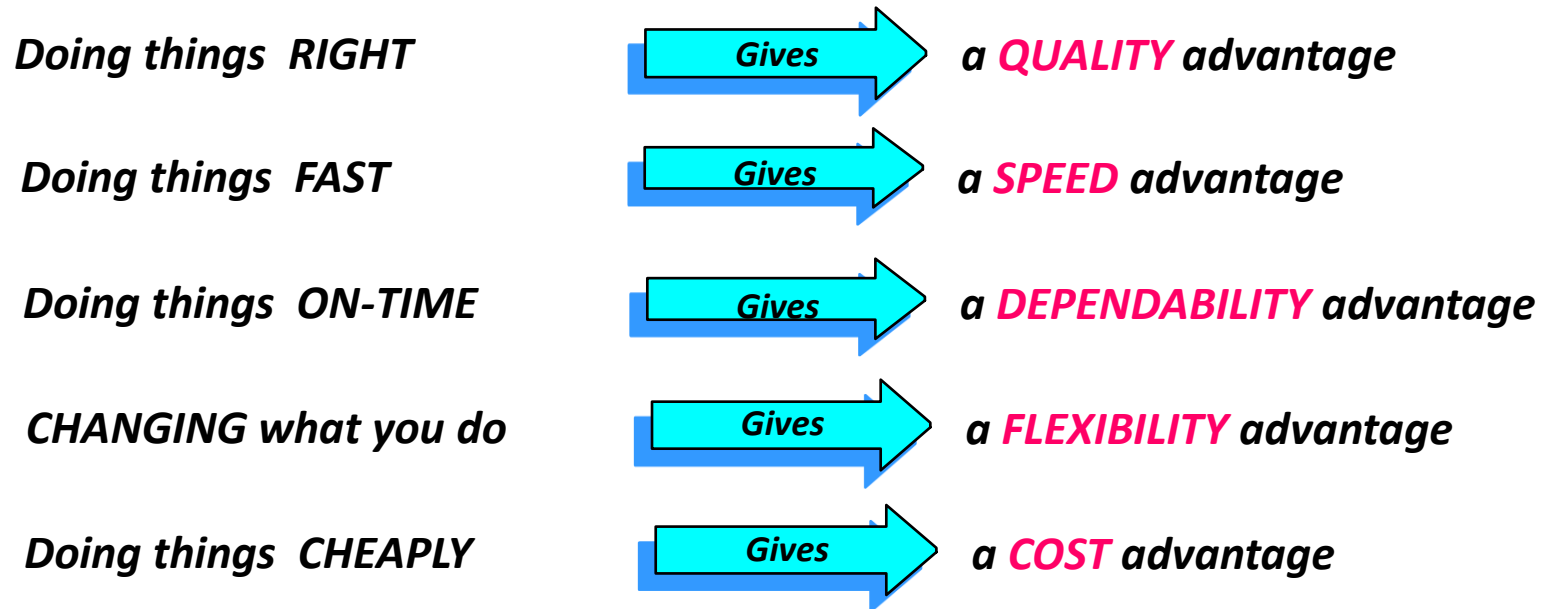 Doing things RIGHT Gives a QUALITY advantage
Doing things FAST Gives a SPEED advantage
Doing things ON-TIME Gives a DEPENDABILITY advantage
CHANGING what you do Gives a FLEXIBILITY advantage
Doing things CHEAPLY Gives a COST advantage